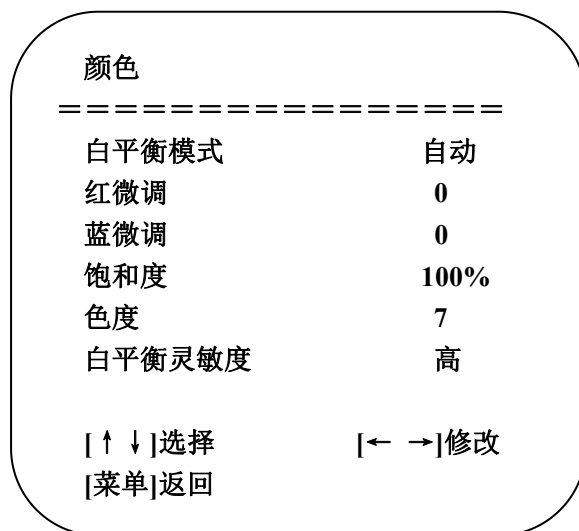 颜色
================
白平衡模式 自动
红微调 0
蓝微调 0
饱和度 100%
色度 7
白平衡灵敏度 高
[↑ ↓]选择 [← →]修改
[菜单]返回